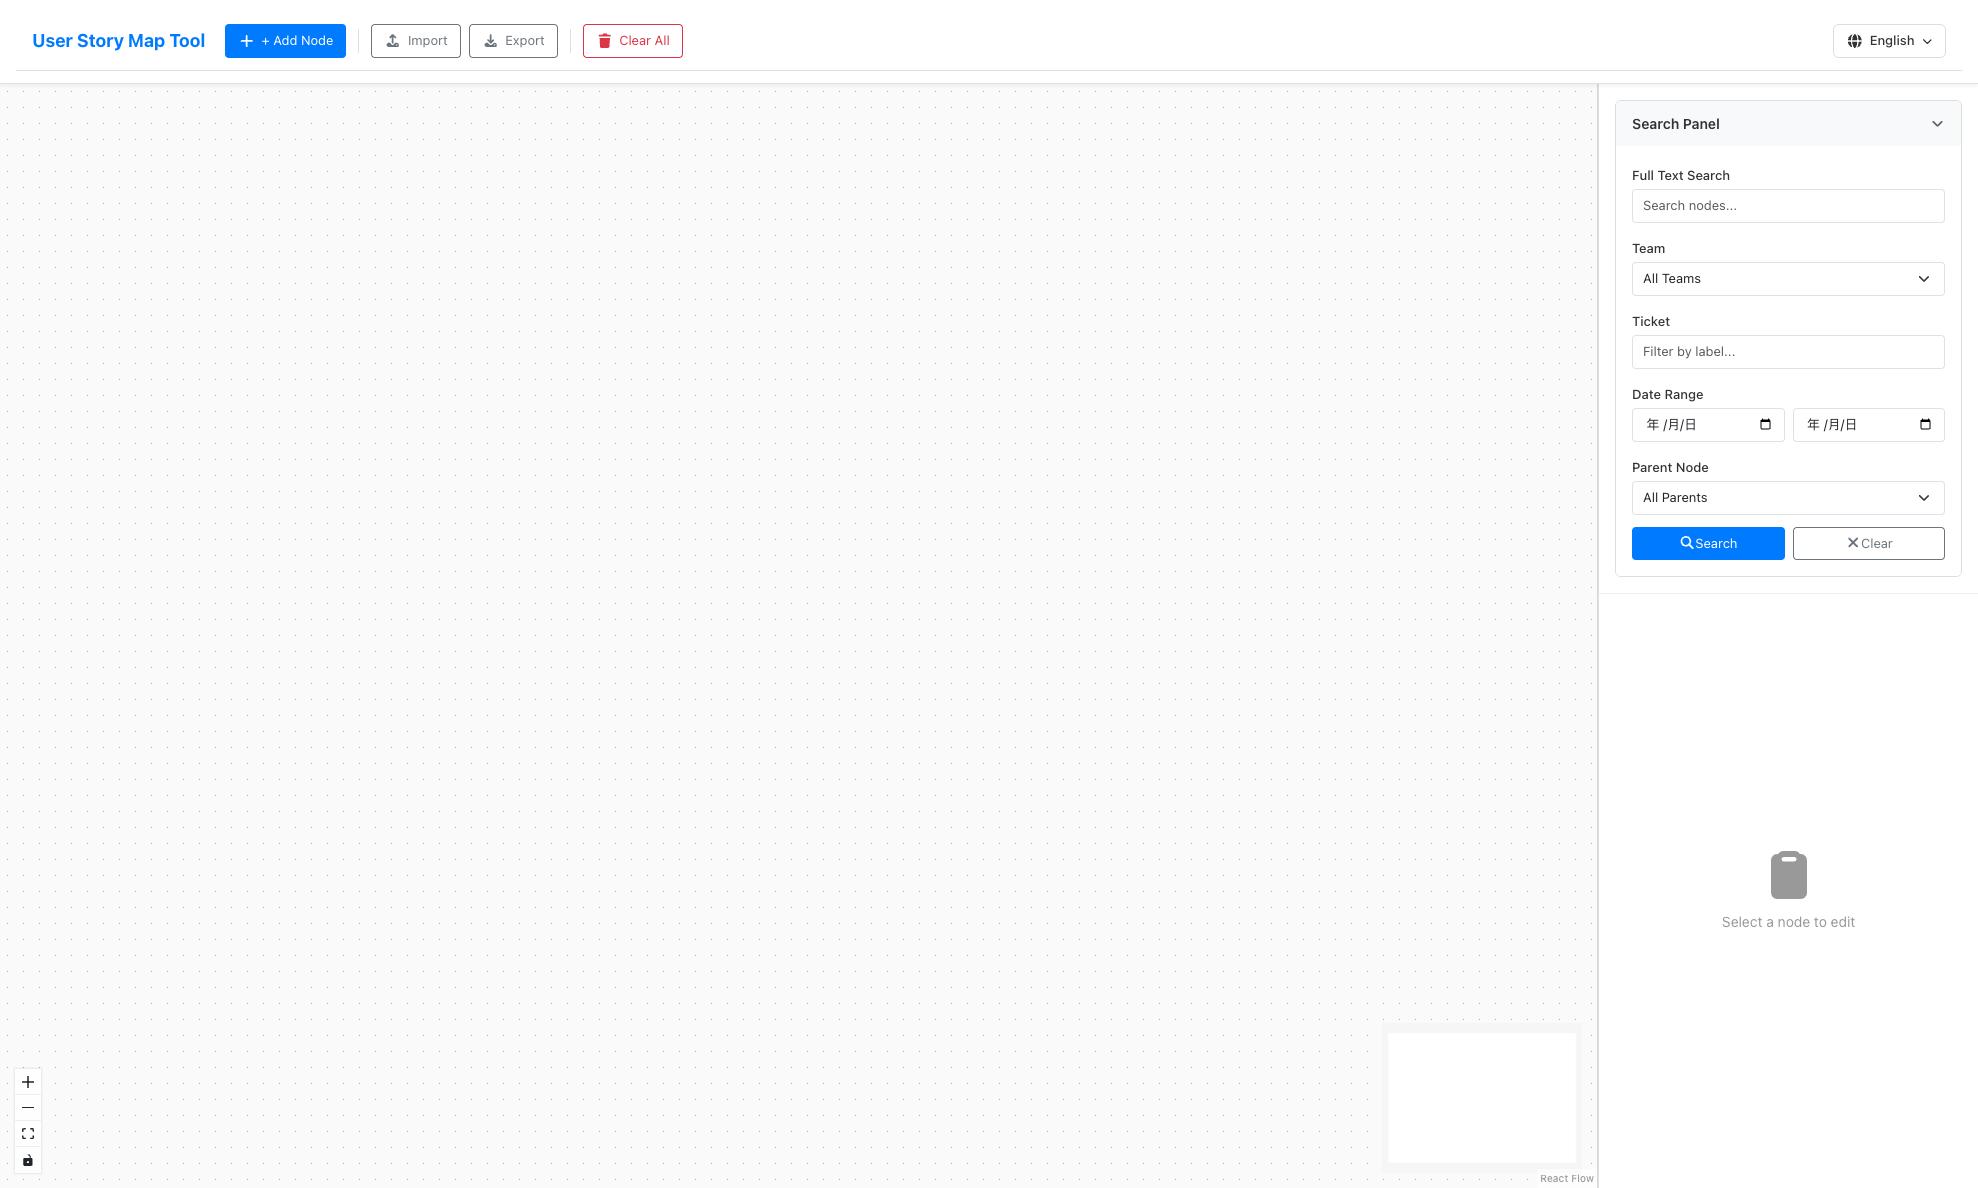 User Story Map Tool
+ Add Node
Import
Export
Clear All
English
Search Panel
Full Text Search
Search nodes...
Team
All Teams
Ticket
Filter by label...
Date Range
年 /月/日
年 /月/日
Parent Node
All Parents
Search
Clear
Select a node to edit
React Flow